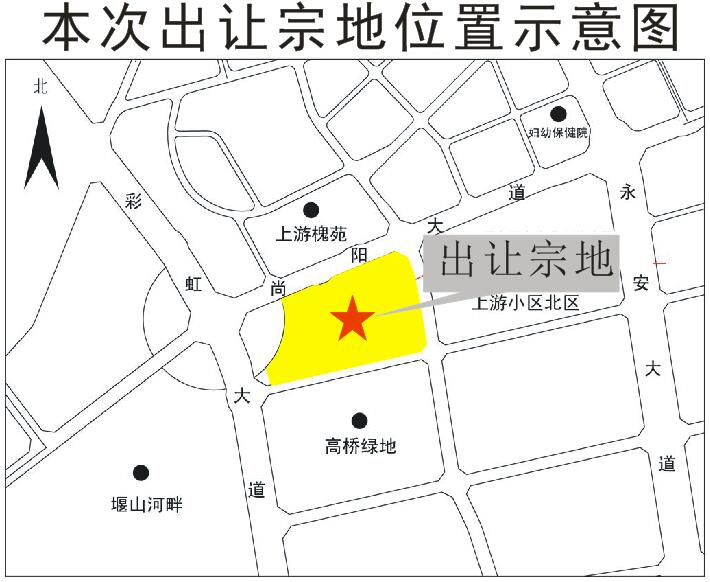 本次出让宗地位置示意图
北
妇幼保健院
彩虹大道
永安大道
尚阳大道
上游槐苑
出让宗地
上游小区北区
高桥绿地
堰山河畔